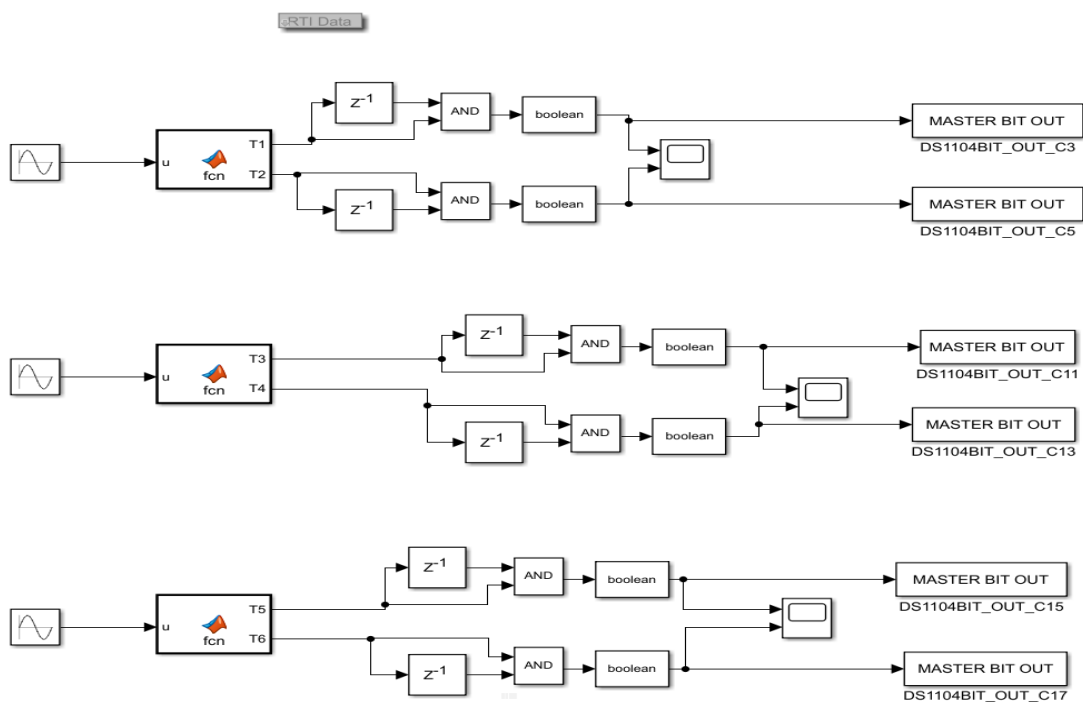 RTI Data
z-1
AND
boolean
MASTER BIT OUT
DS1104BIT_OUT_C3
u
fcn
T1
T2
z-1
AND
boolean
MASTER BIT OUT
DS1104BIT_OUT_C5
z-1
AND
boolean
MASTER BIT OUT
DS1104BIT_OUT_C11
u
fcn
T3
T4
z-1
AND
boolean
MASTER BIT OUT
DS1104BIT_OUT_C13
z-1
AND
boolean
MASTER BIT OUT
DS1104BIT_OUT_C15
u
fcn
T5
T6
z-1
AND
boolean
MASTER BIT OUT
DS1104BIT_OUT_C17